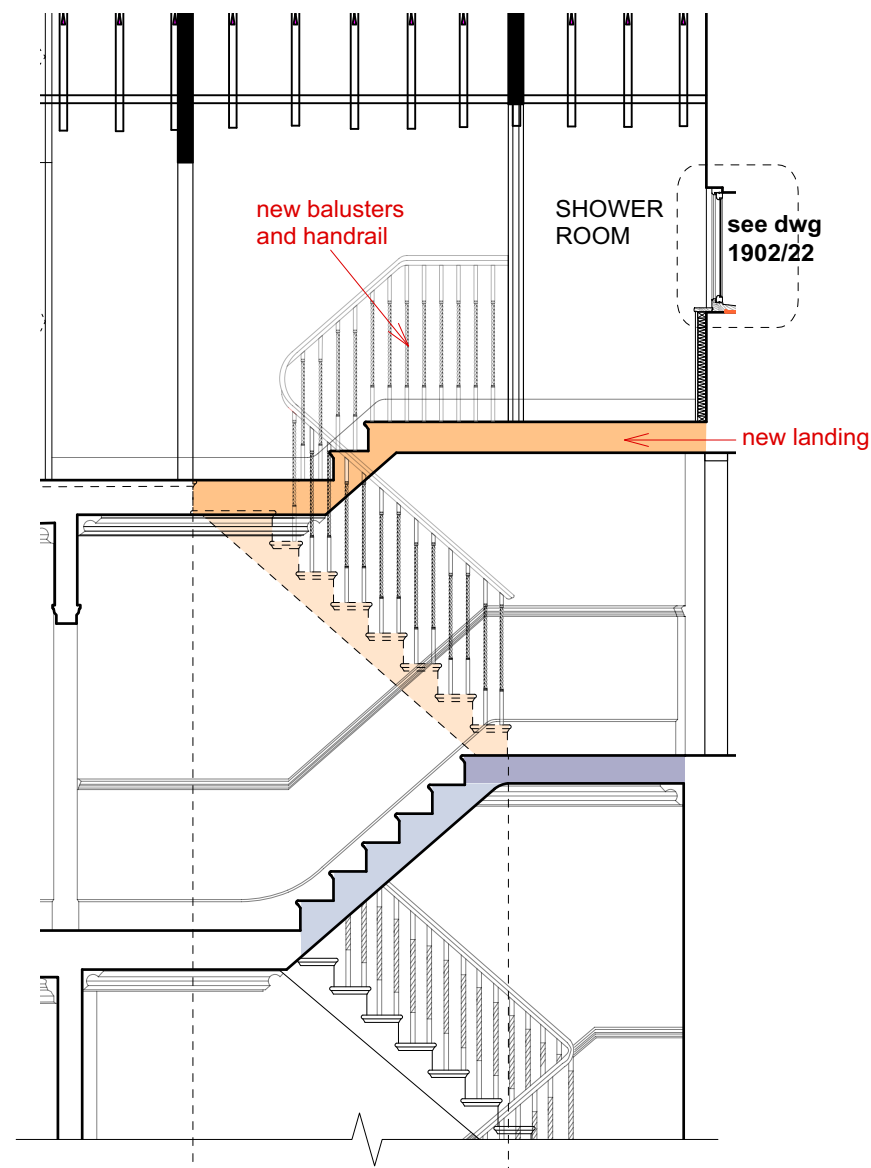 new balusters
and handrail
SHOWER
ROOM
see dwg
1902/22
new landing